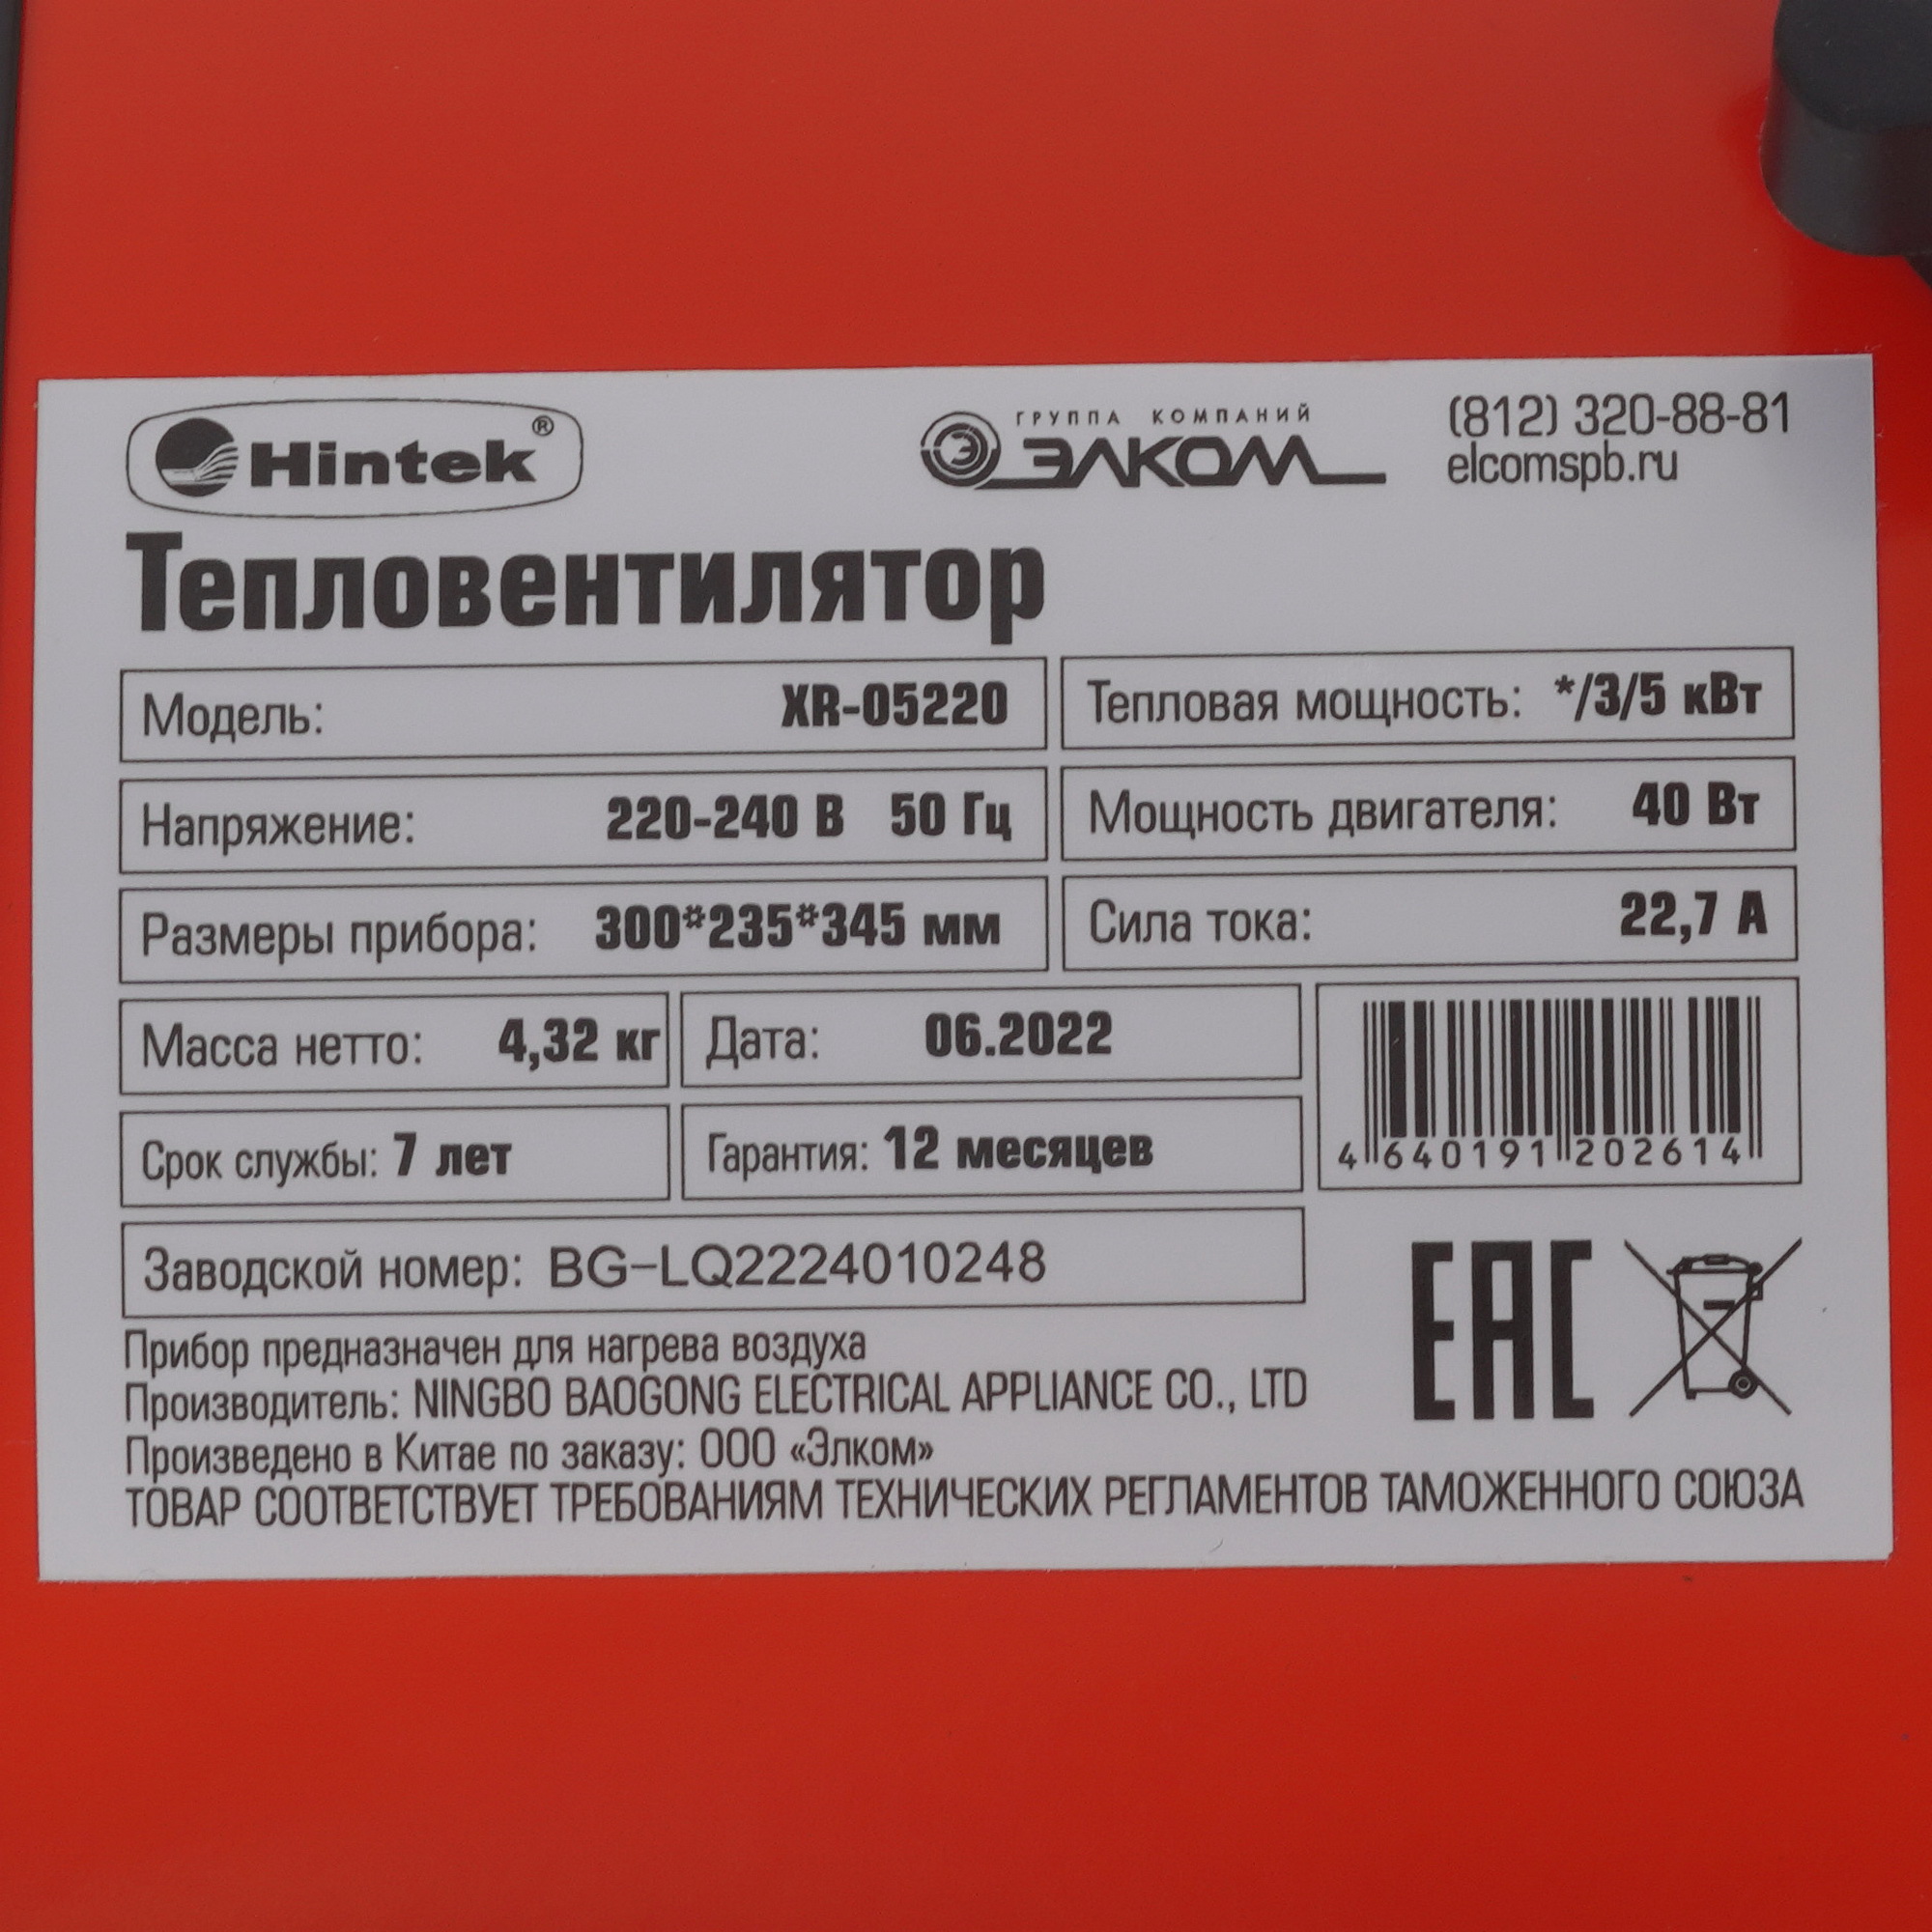 Hintek®
ГРУППА КОМПАНИЙ
ЭЛКОМ
(812) 320-88-81
elcomspb.ru
Тепловентилятор
Модель: XR-05220
Тепловая мощность: */3/5 кВт
Напряжение: 220-240 В 50 Гц
Мощность двигателя: 40 Вт
Размеры прибора: 300*235*345 мм
Сила тока: 22,7 А
Масса нетто: 4,32 кг
Дата: 06.2022
Срок службы: 7 лет
Гарантия: 12 месяцев
4 640191 202614
Заводской номер: BG-LQ2224010248
EAC
Прибор предназначен для нагрева воздуха
Производитель: NINGBO BAOGONG ELECTRICAL APPLIANCE CO., LTD
Произведено в Китае по заказу: ООО «Элком»
ТОВАР СООТВЕТСТВУЕТ ТРЕБОВАНИЯМ ТЕХНИЧЕСКИХ РЕГЛАМЕНТОВ ТАМОЖЕННОГО СОЮЗА